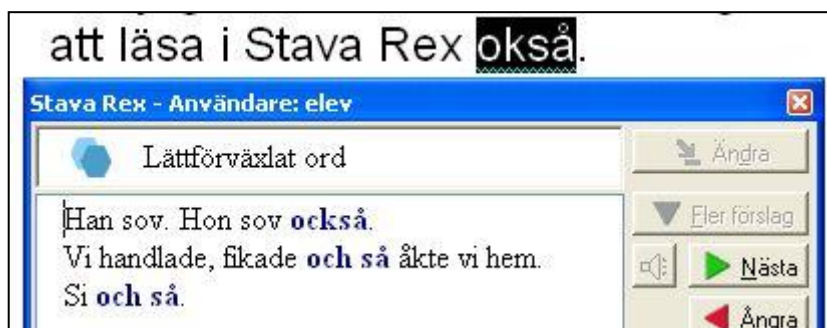 att läsa i Stava Rex okså.
Stava Rex - Användare: elev
Lättförväxlat ord
Ändra
Han sov. Hon sov också.
Fler förslag
Vi handlade, fikade och så åkte vi hem.
Nästa
Si och så.
Ångra